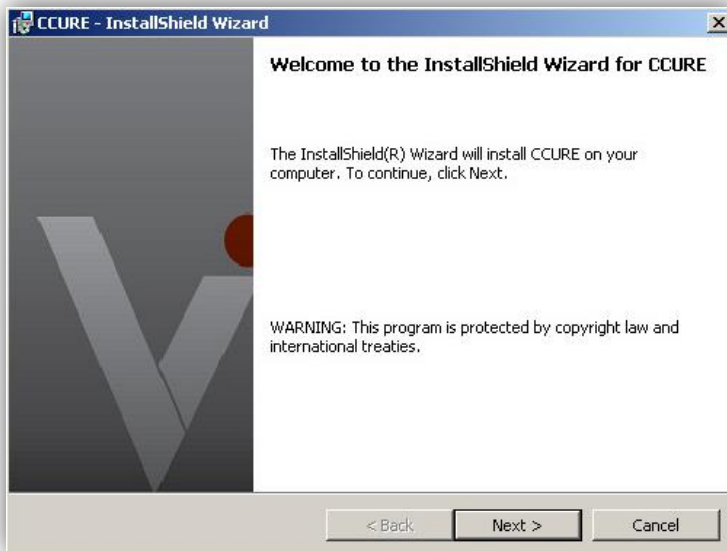 CCURE - InstallShield Wizard
Welcome to the InstallShield Wizard for CCURE
The InstallShield(R) Wizard will install CCURE on your
computer. To continue, click Next.
WARNING: This program is protected by copyright law and
international treaties.
< Back
Next >
Cancel